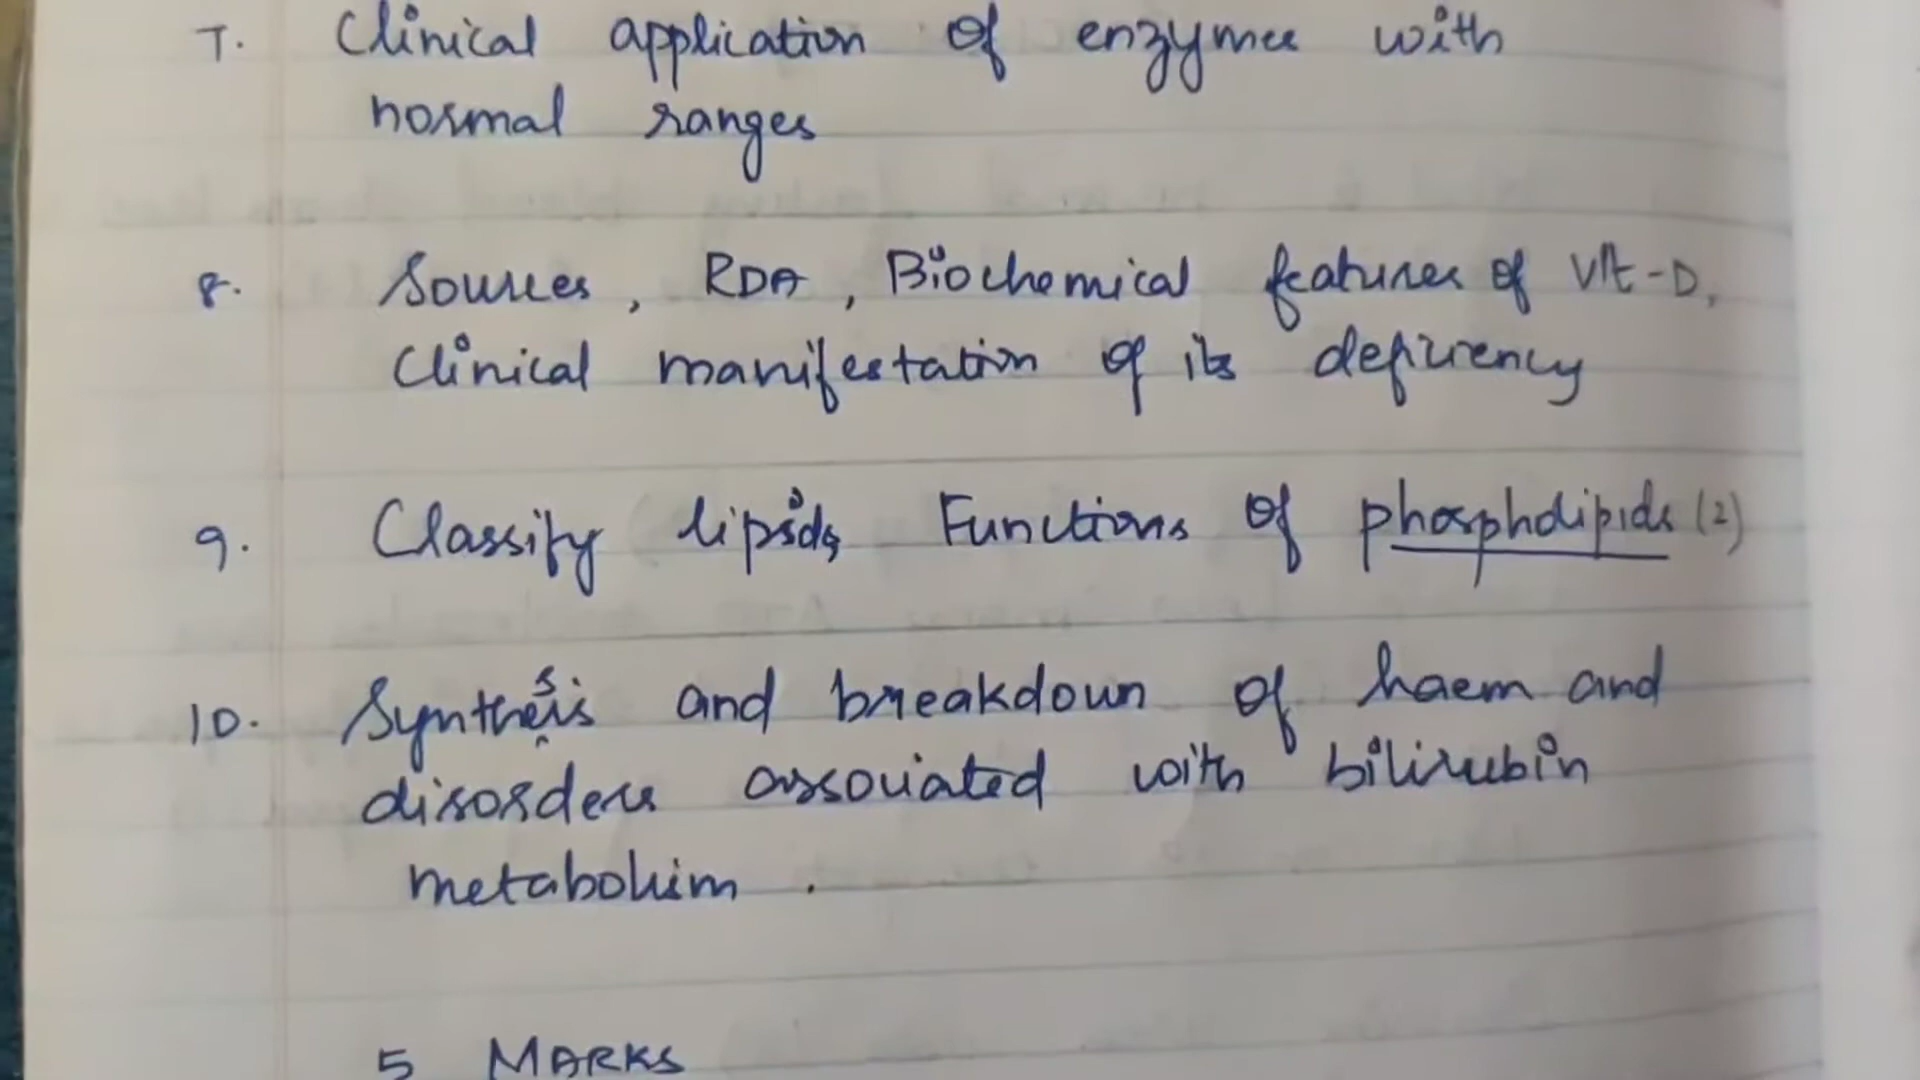 7. Clinical application of enzymes with
normal ranges
8. Sources, RDA, Biochemical features of Vit-D,
Clinical manifestation of its deficiency
9. Classify lipids, Functions of phospholipids (2)
10. Synthesis and breakdown of haem and
disorders associated with bilirubin
metabolism.
5 MARKS